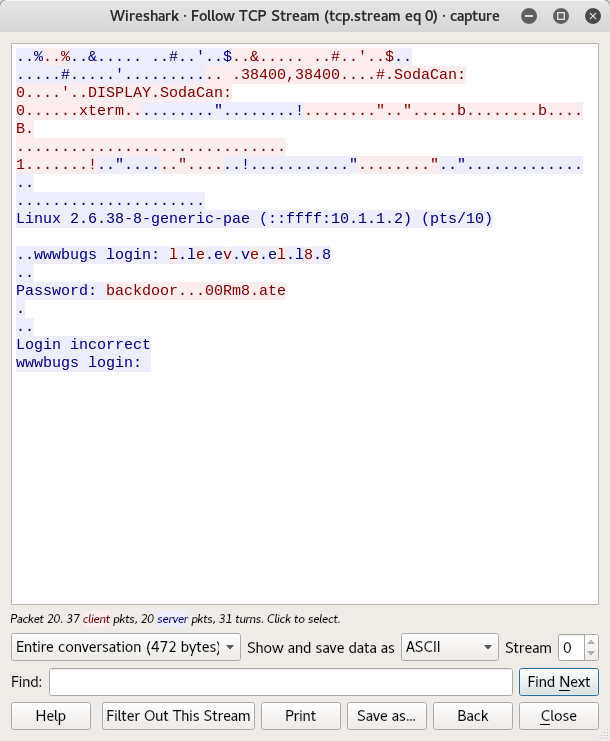 Wireshark · Follow TCP Stream (tcp.stream eq 0) · capture
..%..%..&..... ..#..'..$..&..... ..#..'..$..
.....#.....'........... .38400,38400....#.SodaCan:
0....'..DISPLAY.SodaCan:
0......xterm.........."........!........"..".....b........b....
B.
..............................
1.......!.."......".......!..........."........"..".............
..
.....................
Linux 2.6.38-8-generic-pae (::ffff:10.1.1.2) (pts/10)
..wwwbugs login: l.le.ev.ve.el.l8.8
..
Password: backdoor...00Rm8.ate
.
..
Login incorrect
wwwbugs login:
Packet 20. 37 client pkts, 20 server pkts, 31 turns. Click to select.
Entire conversation (472 bytes) Show and save data as ASCII Stream 0
Find: Find Next
Help Filter Out This Stream Print Save as... Back Close